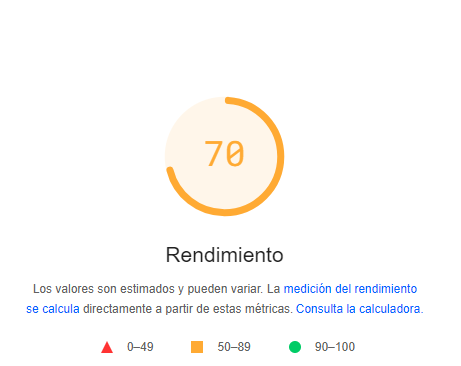 70
Rendimiento
Los valores son estimados y pueden variar. La medición del rendimiento
se calcula directamente a partir de estas métricas. Consulta la calculadora.
0–49 50–89 90–100